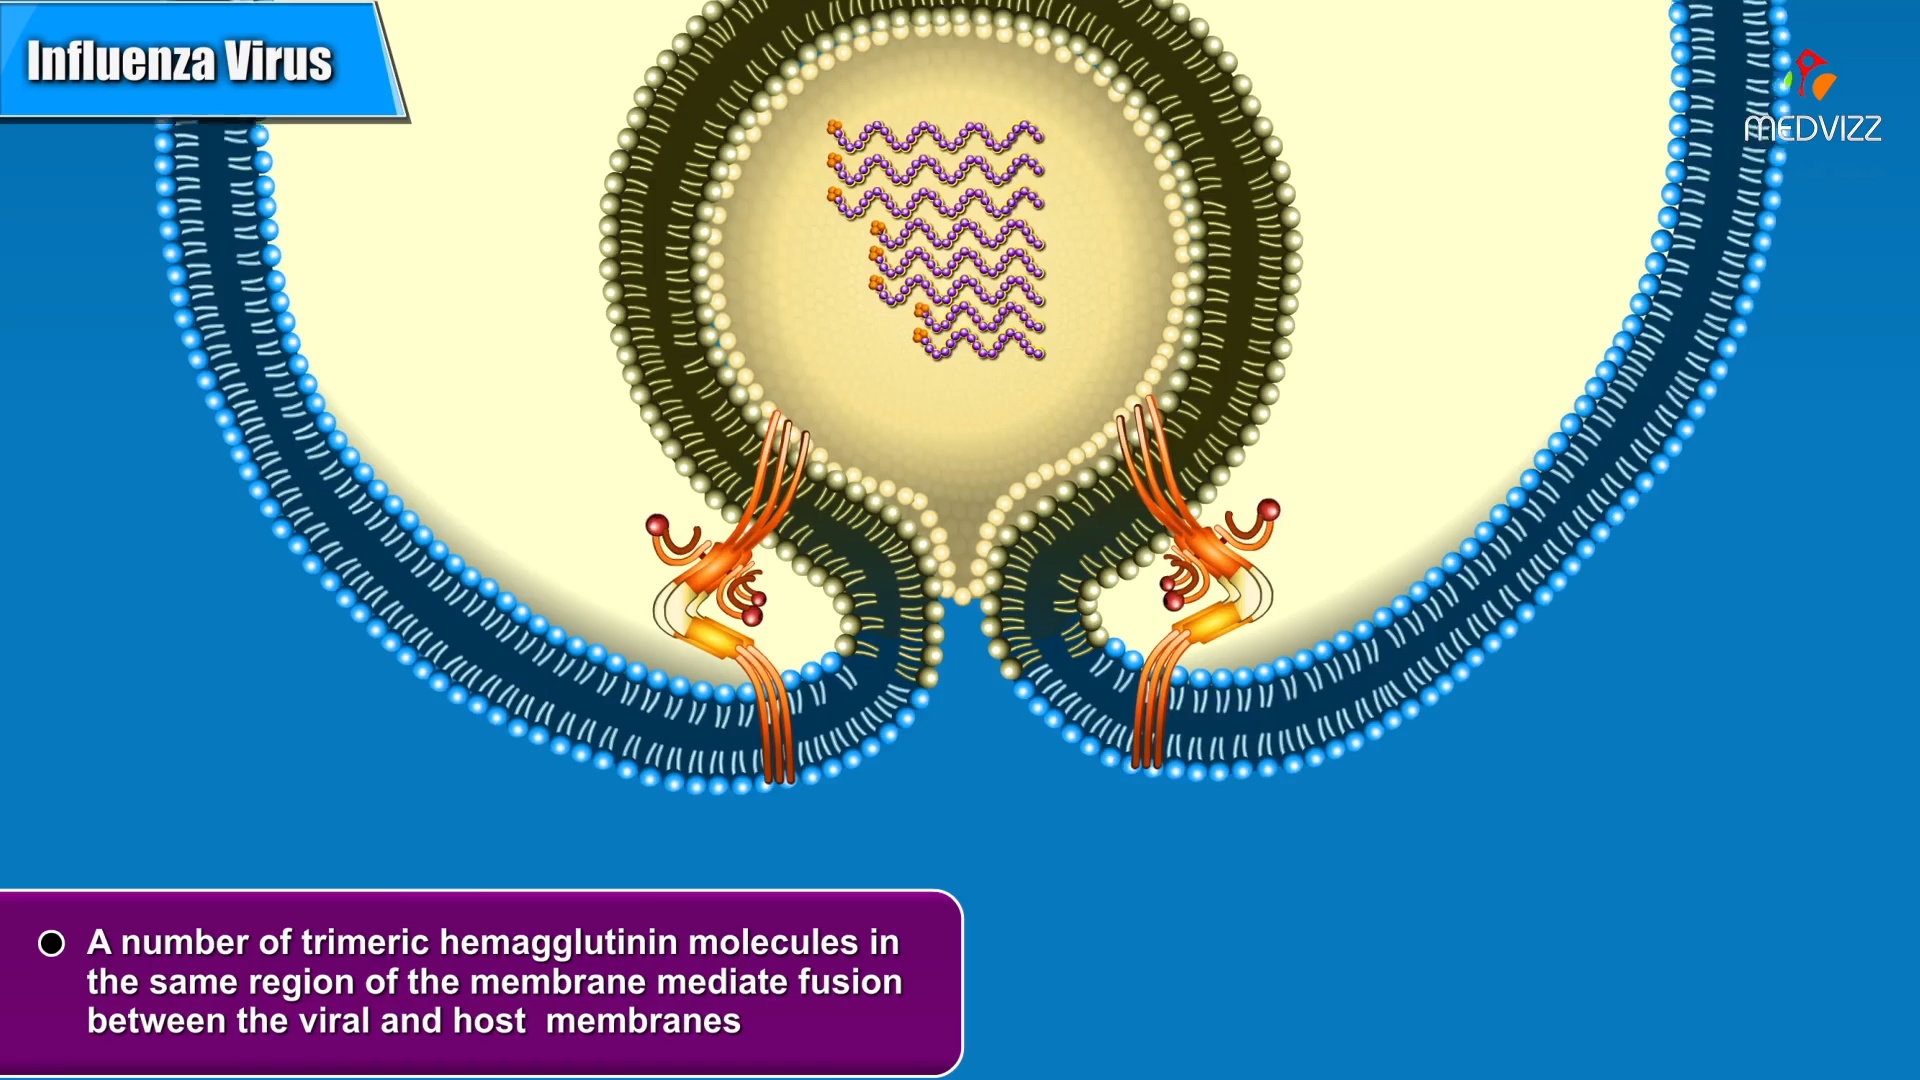 Influenza Virus
MEDVIZZ
A number of trimeric hemagglutinin molecules in
the same region of the membrane mediate fusion
between the viral and host membranes